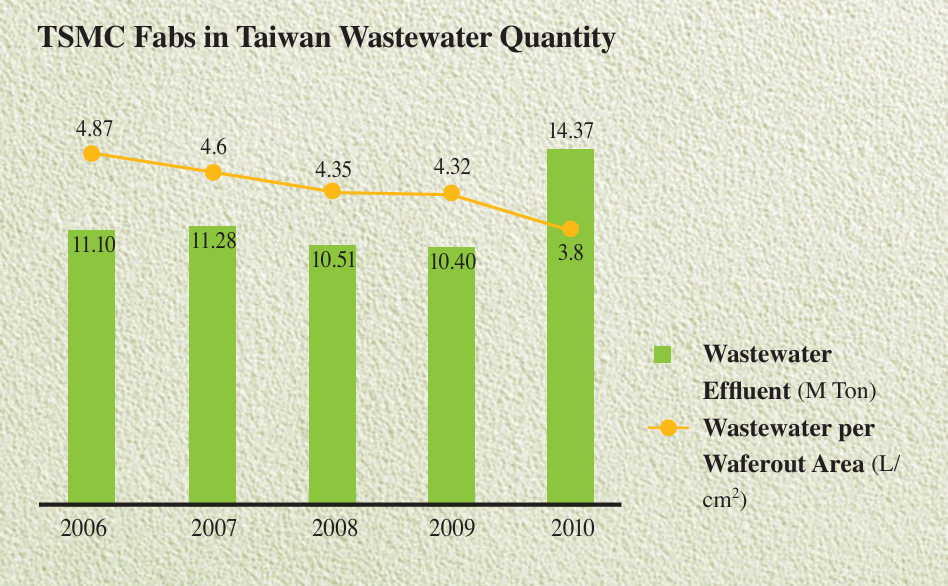 TSMC Fabs in Taiwan Wastewater Quantity
4.87
4.6
4.35
4.32
14.37
11.10
11.28
10.51
10.40
3.8
Wastewater
Effluent (M Ton)
Wastewater per
Waferout Area (L/
cm²)
2006 2007 2008 2009 2010